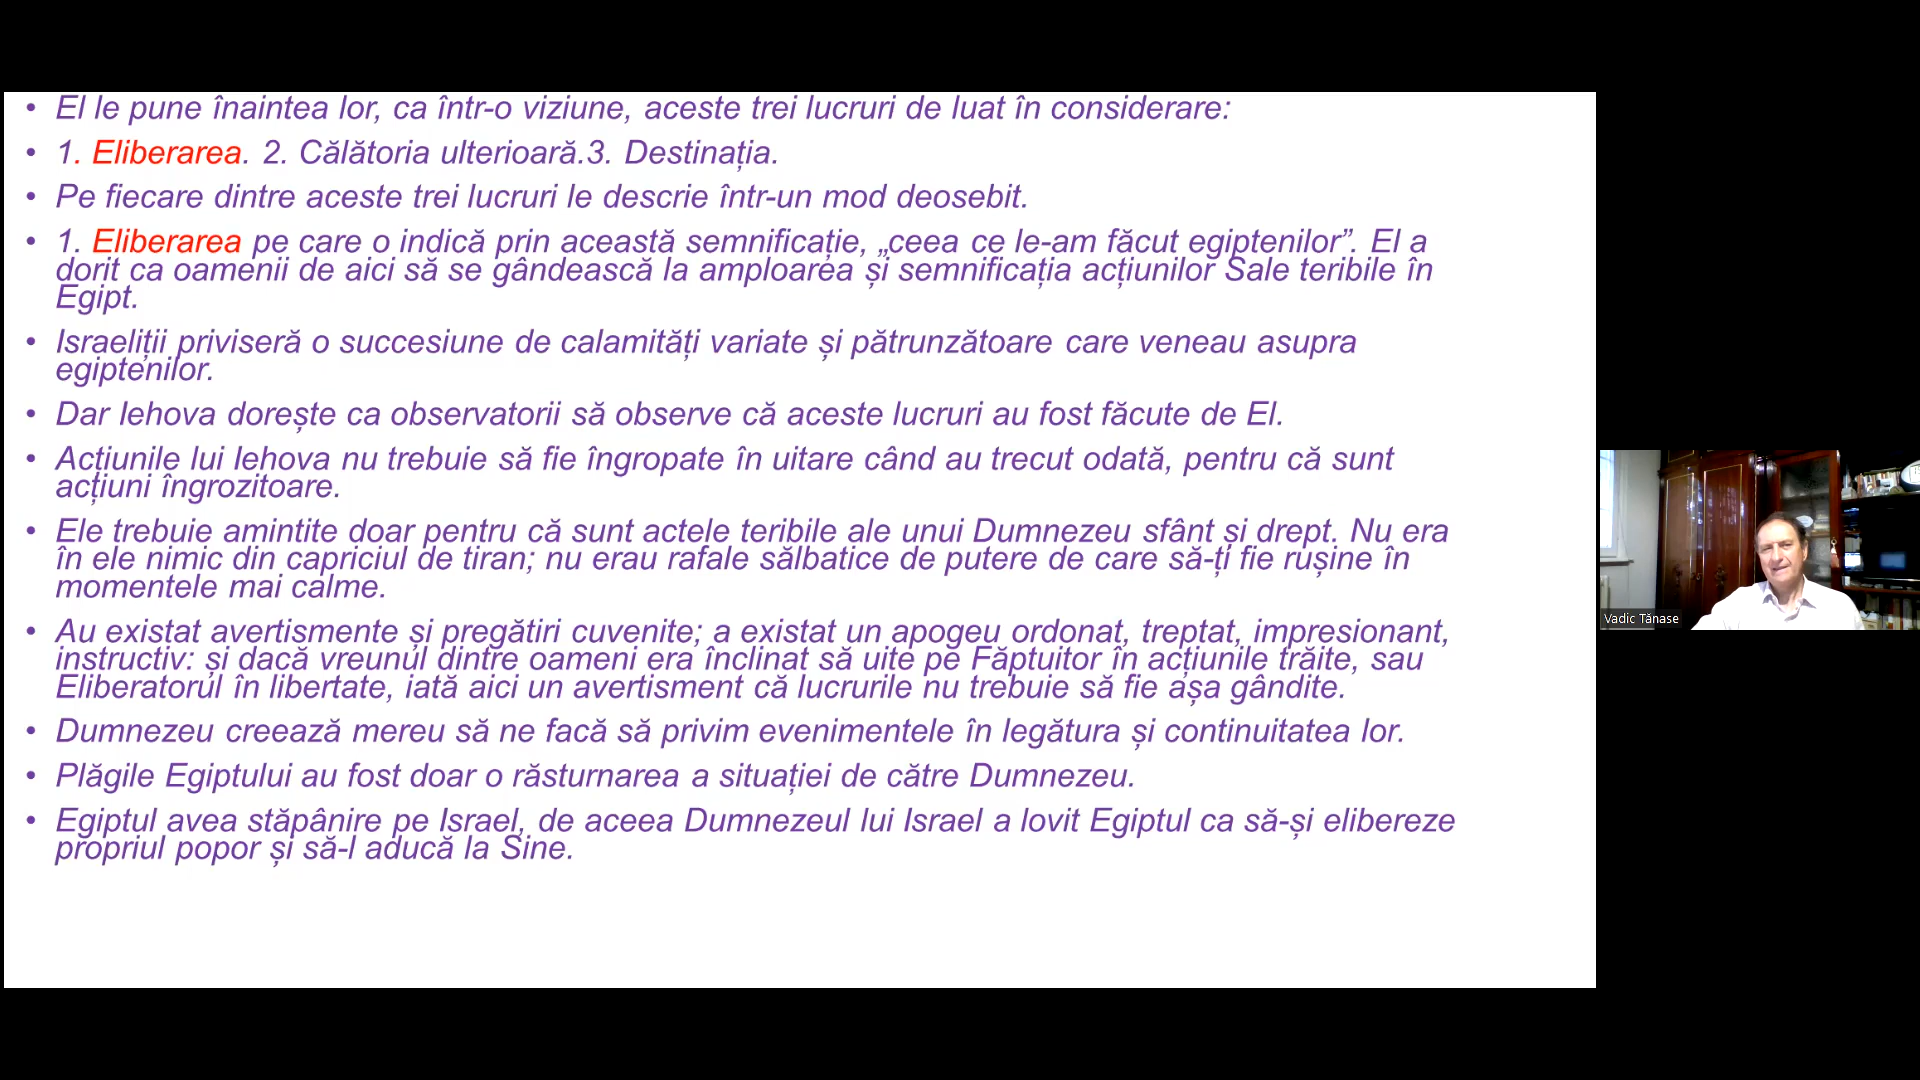 • El le pune înaintea lor, ca într-o viziune, aceste trei lucruri de luat în considerare:
• 1. Eliberarea. 2. Călătoria ulterioară.3. Destinația.
• Pe fiecare dintre aceste trei lucruri le descrie într-un mod deosebit.
• 1. Eliberarea pe care o indică prin această semnificație, „ceea ce le-am făcut egiptenilor”. El a
dorit ca oamenii de aici să se gândească la amploarea și semnificația acțiunilor Sale teribile în
Egipt.
• Israeliții priviseră o succesiune de calamități variate și pătrunzătoare care veneau asupra
egiptenilor.
• Dar Iehova dorește ca observatorii să observe că aceste lucruri au fost făcute de El.
• Acțiunile lui Iehova nu trebuie să fie îngropate în uitare când au trecut odată, pentru că sunt
acțiuni îngrozitoare.
• Ele trebuie amintite doar pentru că sunt actele teribile ale unui Dumnezeu sfânt și drept. Nu era
în ele nimic din capriciul de tiran; nu erau rafale sălbatice de putere de care să-ți fie rușine în
momentele mai calme.
• Au existat avertismente și pregătiri cuvenite; a existat un apogeu ordonat, treptat, impresionant,
instructiv: și dacă vreunul dintre oameni era înclinat să uite pe Făptuitor în acțiunile trăite, sau
Eliberatorul în libertate, iată aici un avertisment că lucrurile nu trebuie să fie așa gândite.
• Dumnezeu creează mereu să ne facă să privim evenimentele în legătura și continuitatea lor.
• Plăgile Egiptului au fost doar o răsturnarea a situației de către Dumnezeu.
• Egiptul avea stăpânire pe Israel, de aceea Dumnezeul lui Israel a lovit Egiptul ca să-și elibereze
propriul popor și să-l aducă la Sine.
Vadic Tănase